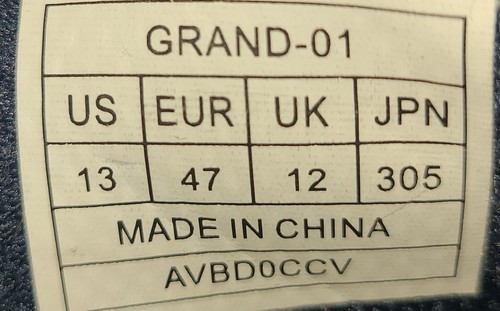 GRAND-01
US EUR UK JPN
13 47 12 305
MADE IN CHINA
AVBD0CCV